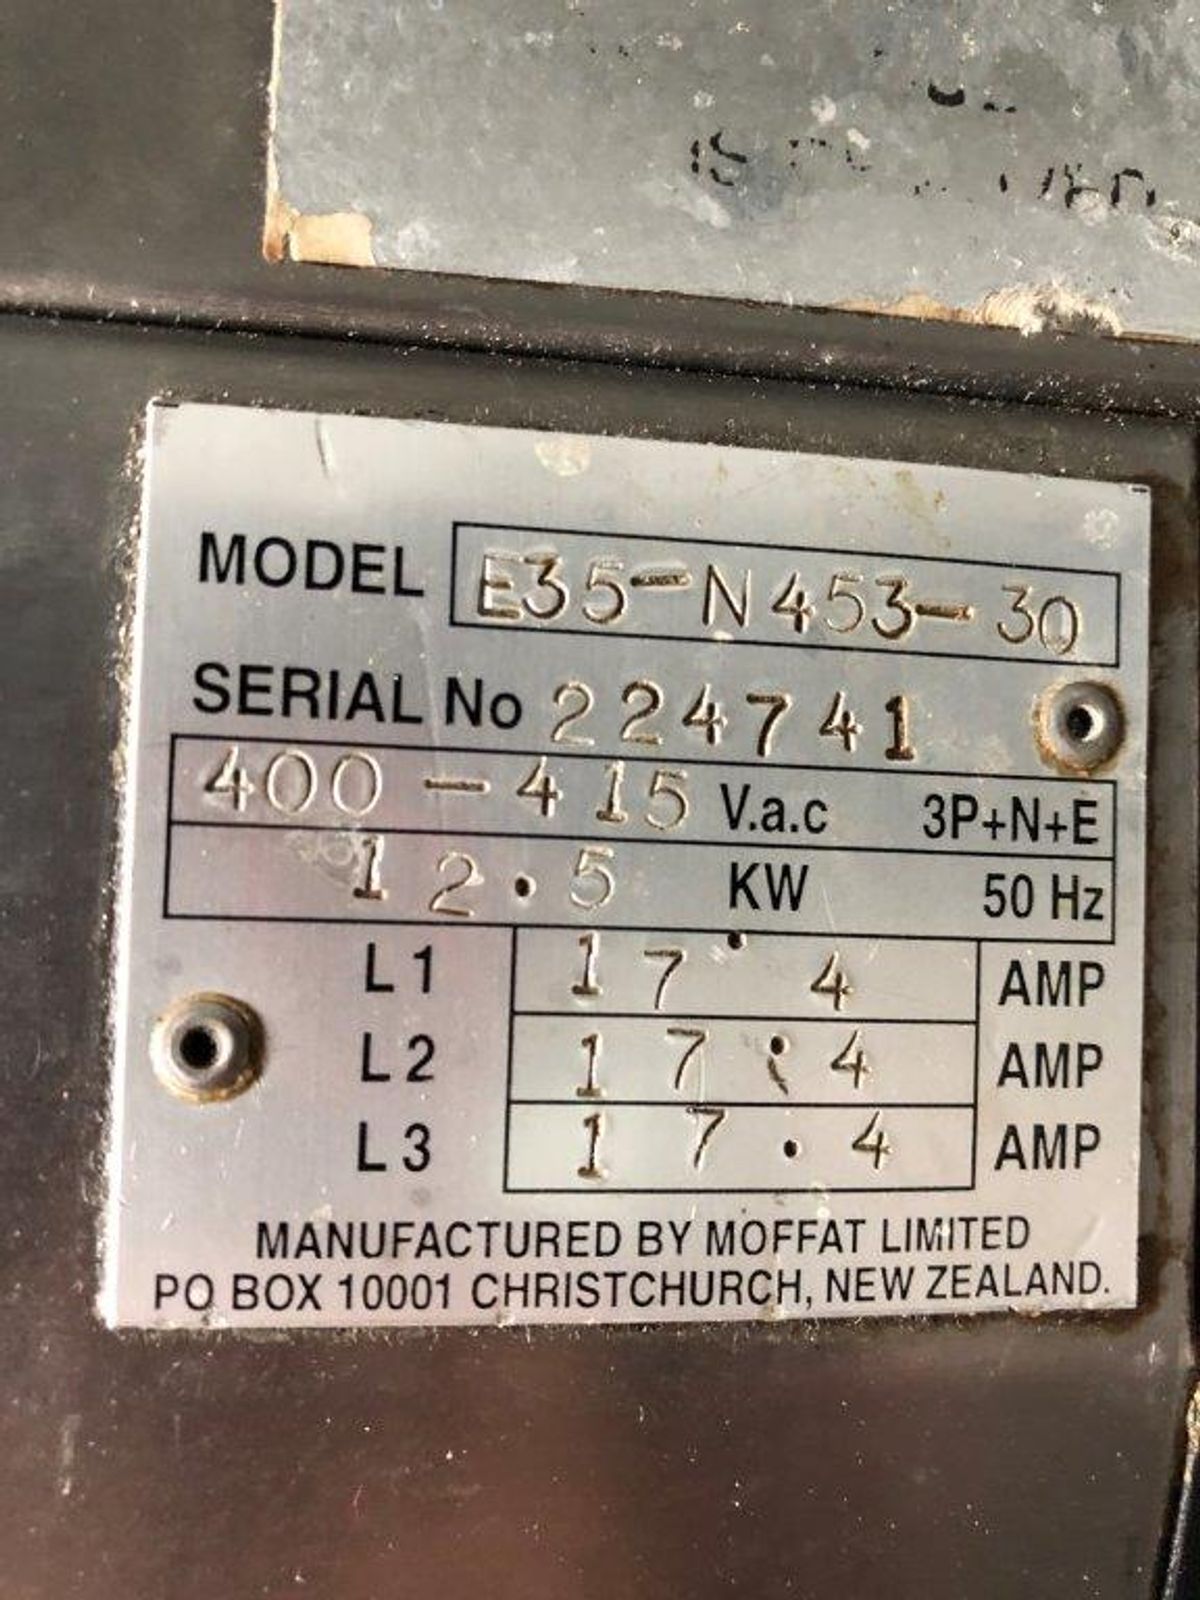 MODEL E35-N453-30
SERIAL No 224741
400-415 V.a.c 3P+N+E
12.5 KW 50 Hz
L1 17.4 AMP
L2 17.4 AMP
L3 17.4 AMP
MANUFACTURED BY MOFFAT LIMITED
PO BOX 10001 CHRISTCHURCH, NEW ZEALAND.